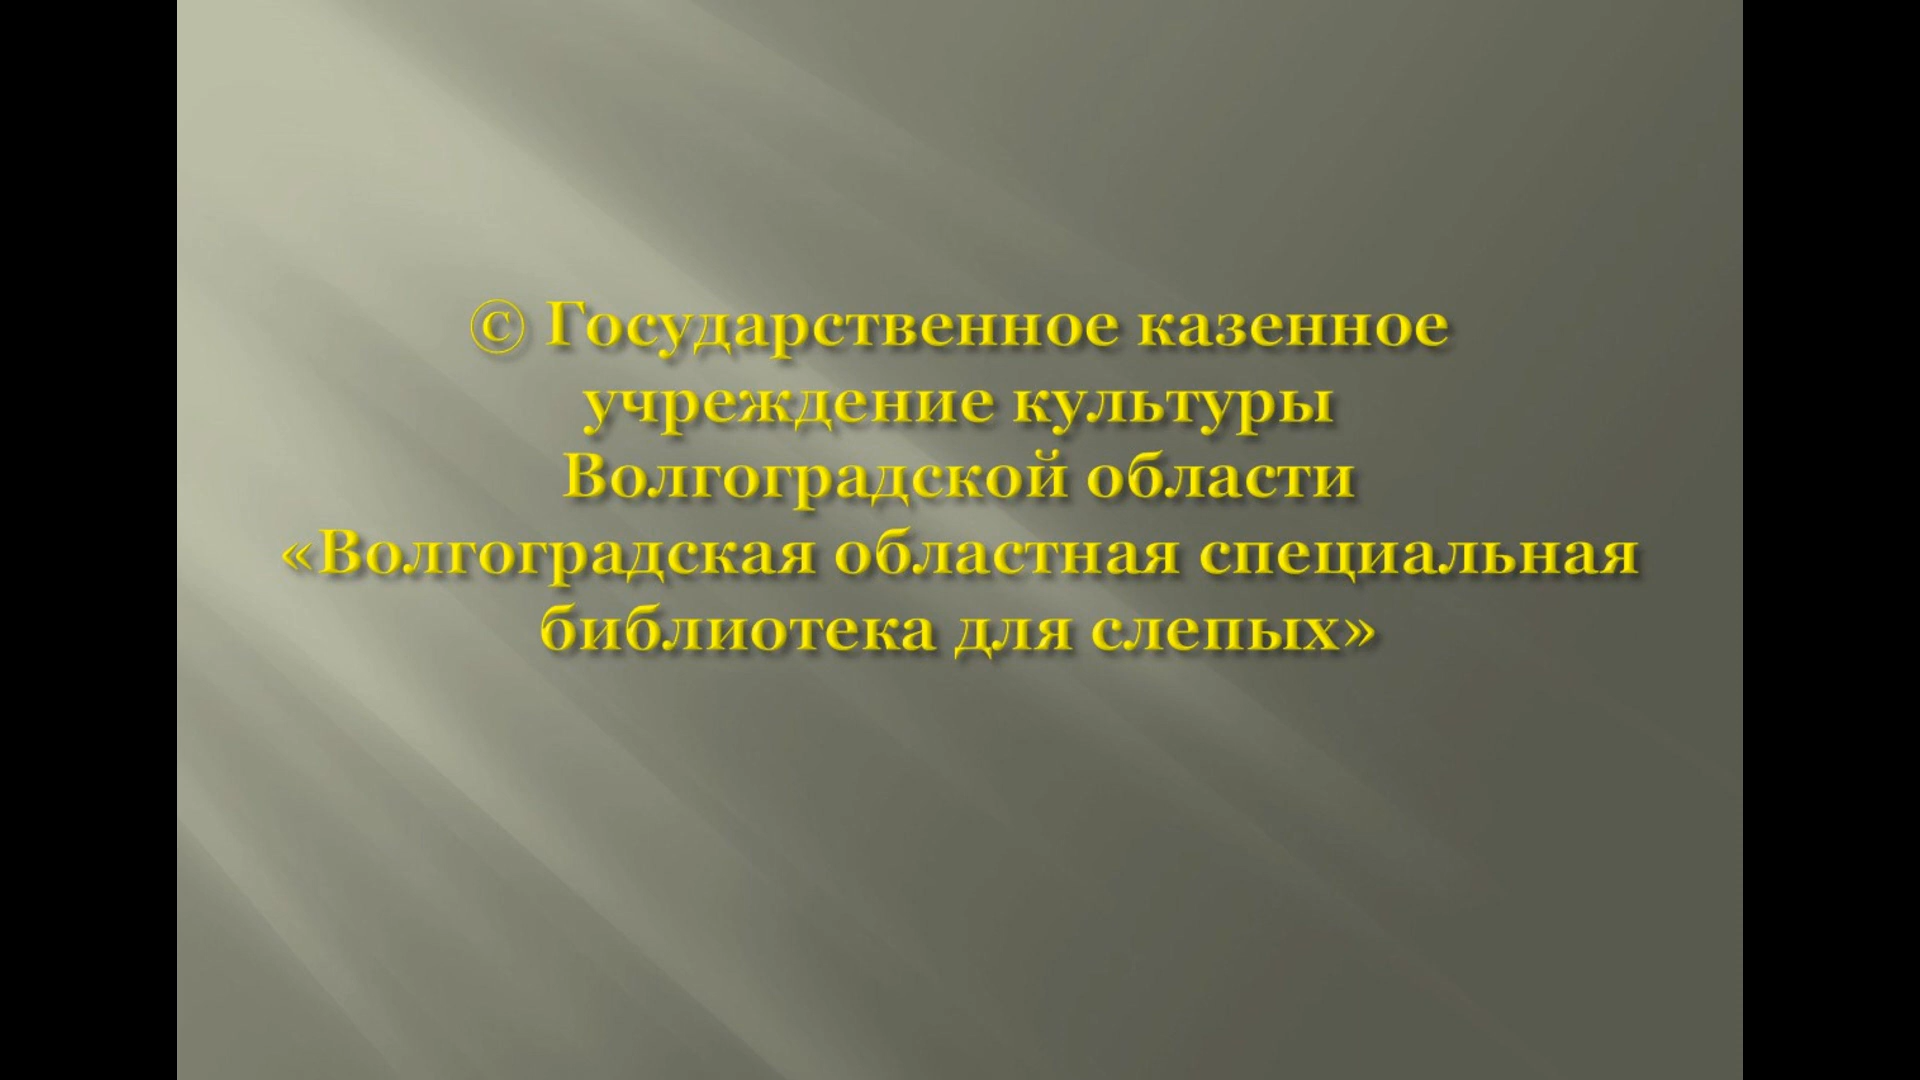 © Государственное казенное
учреждение культуры
Волгоградской области
«Волгоградская областная специальная
библиотека для слепых»